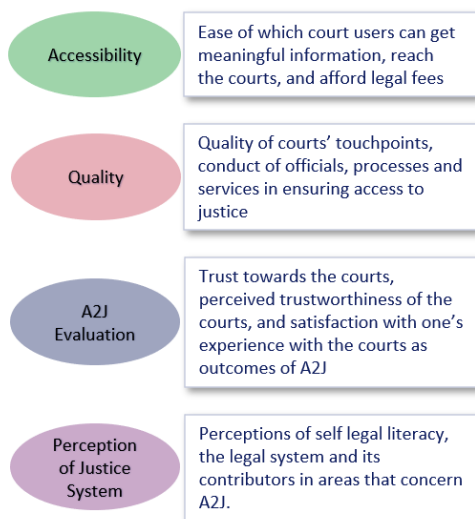 Accessibility
Ease of which court users can get
meaningful information, reach
the courts, and afford legal fees
Quality
Quality of courts' touchpoints,
conduct of officials, processes and
services in ensuring access to
justice
A2J
Evaluation
Trust towards the courts,
perceived trustworthiness of the
courts, and satisfaction with one's
experience with the courts as
outcomes of A2J
Perception
of Justice
System
Perceptions of self legal literacy,
the legal system and its
contributors in areas that concern
A2J.